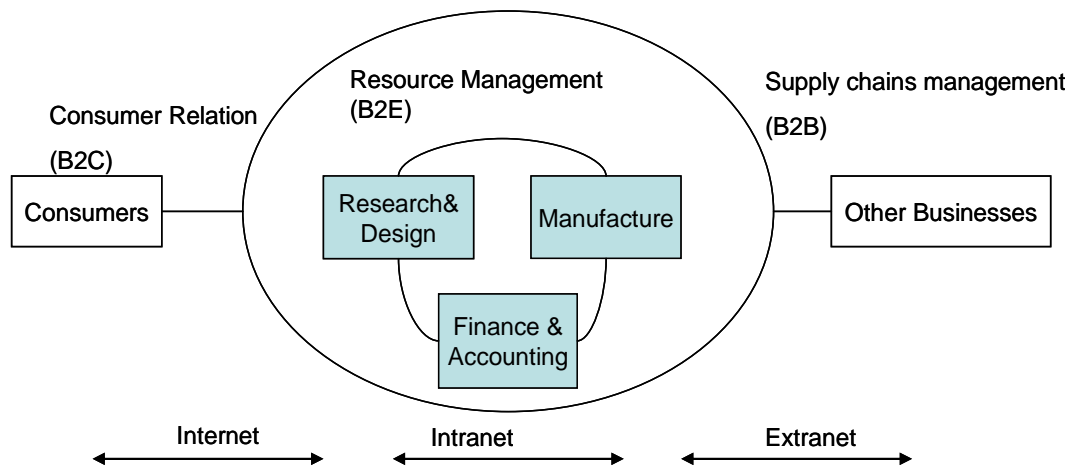 Resource Management
(B2E)
Supply chains management
(B2B)
Consumer Relation
(B2C)
Consumers
Research&
Design
Manufacture
Other Businesses
Finance &
Accounting
Internet
Intranet
Extranet